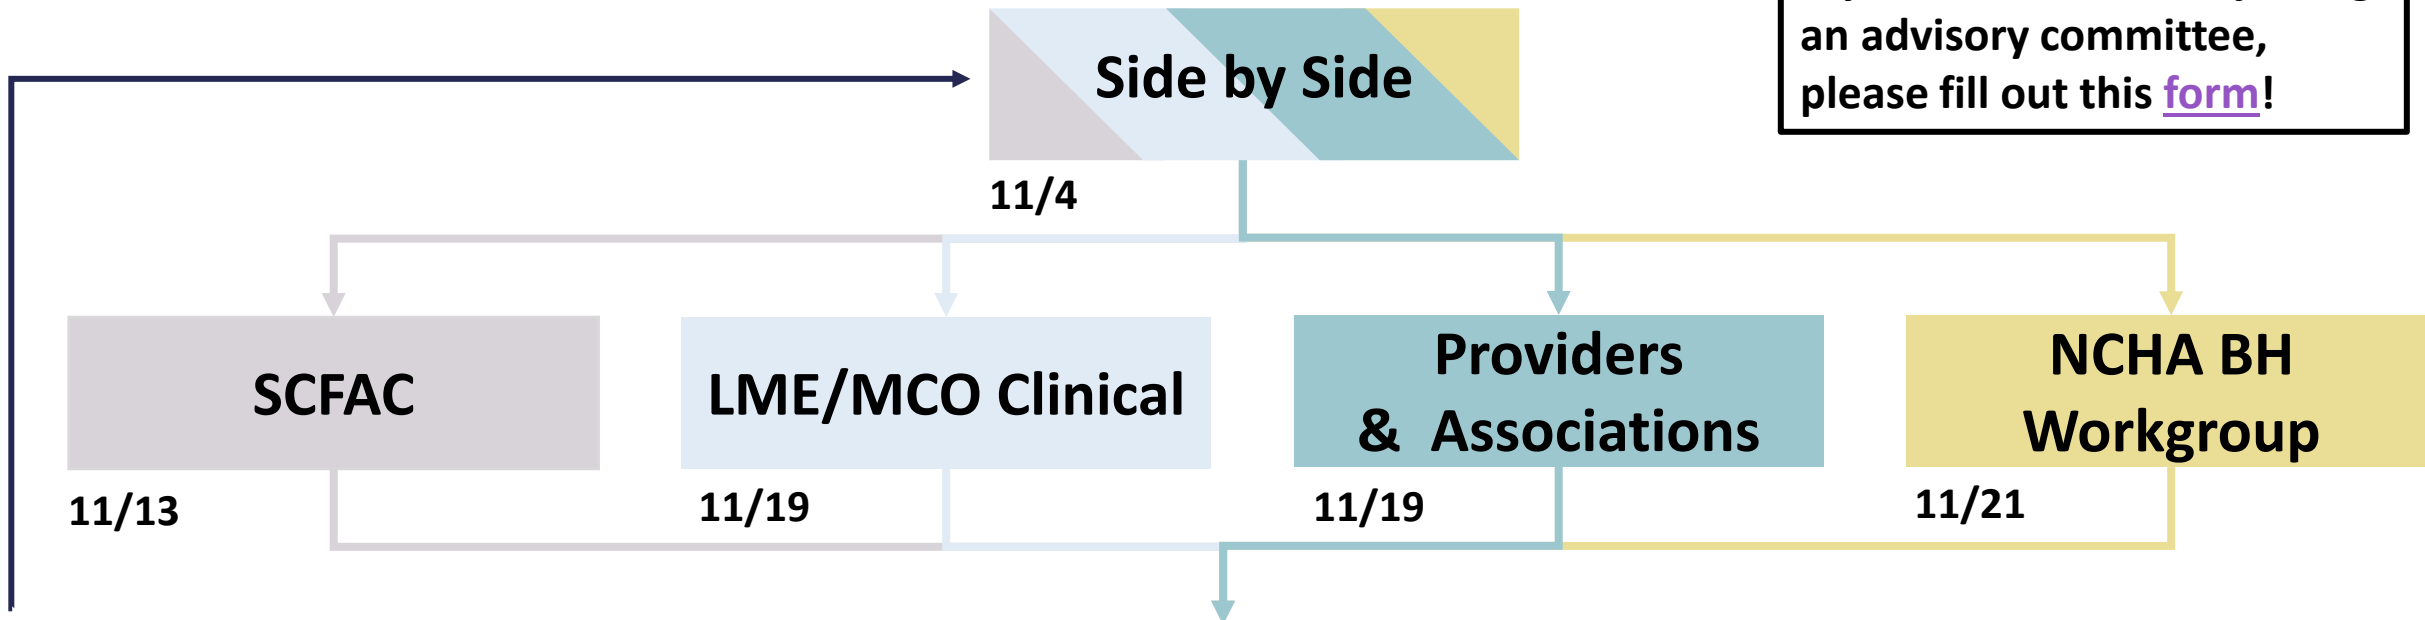 an advisory committee,
please fill out this form!
Side by Side
11/4
SCFAC
LME/MCO Clinical
Providers
& Associations
NCHA BH
Workgroup
11/13
11/19
11/19
11/21